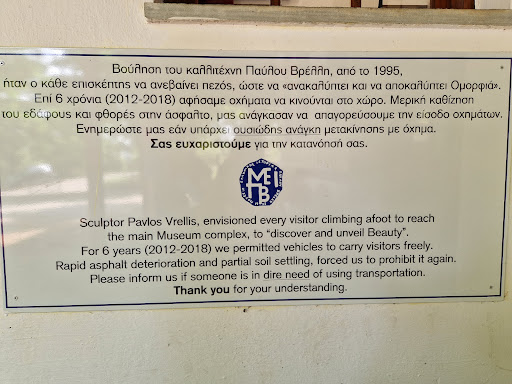 Βούληση του καλλιτέχνη Παύλου Βρέλλη, από το 1995,
ήταν ο κάθε επισκέπτης να ανεβαίνει πεζός, ώστε να «ανακαλύπτει και να αποκαλύπτει Ομορφιά».
Επί 6 χρόνια (2012-2018) αφήσαμε οχήματα να κινούνται στο χώρο. Μερική καθίζηση
του εδάφους και φθορές στην άσφαλτο, μας ανάγκασαν να απαγορεύσουμε την είσοδο οχημάτων.
Ενημερώστε μας εάν υπάρχει ουσιώδης ανάγκη μετακίνησης με όχημα.
Σας ευχαριστούμε για την κατανόησή σας.
Sculptor Pavlos Vrellis, envisioned every visitor climbing afoot to reach
the main Museum complex, to “discover and unveil Beauty”.
For 6 years (2012-2018) we permitted vehicles to carry visitors freely.
Rapid asphalt deterioration and partial soil settling, forced us to prohibit it again.
Please inform us if someone is in dire need of using transportation.
Thank you for your understanding.